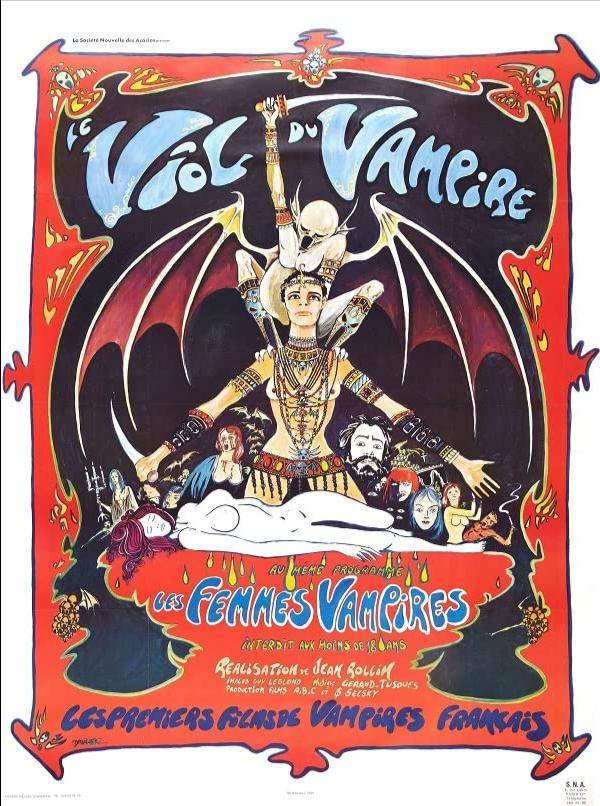 La Société Nouvelle des Acacias présente
LE VIOL DU VAMPIRE
AU MÊME PROGRAMME
LES FEMMES VAMPIRES
INTERDIT AUX MOINS DE 18 ANS
RÉALISATION DE JEAN ROLLIN
IMAGES GUY LEBLOND MUSIQUE GERAUD-TUSQUES
PRODUCTION FILMS A.B.C ET S SELSKY
LES PREMIERS FILMS DE VAMPIRES FRANÇAIS
DRUILLET
S.N.A.